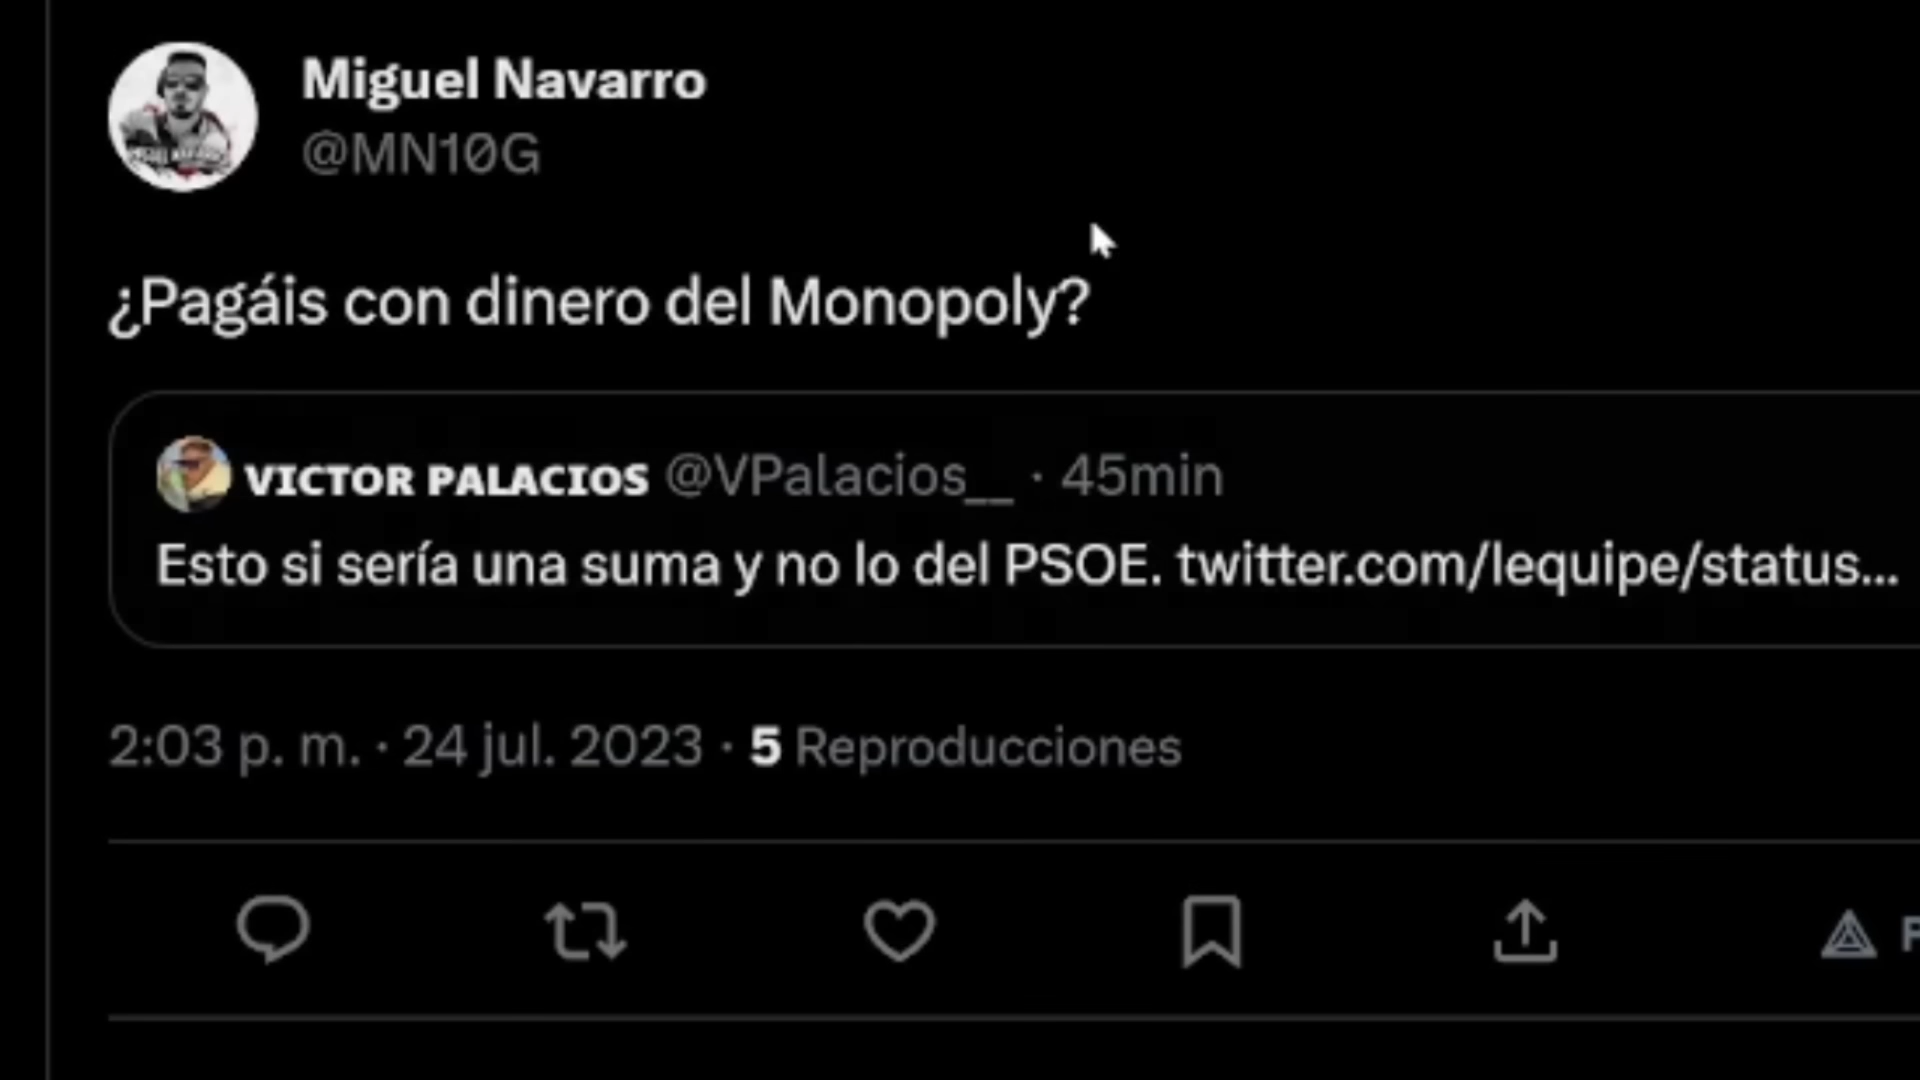 Miguel Navarro
@MN10G
¿Pagáis con dinero del Monopoly?
VICTOR PALACIOS @VPalacios__ · 45min
Esto si sería una suma y no lo del PSOE. twitter.com/lequipe/status...
2:03 p. m. · 24 jul. 2023 · 5 Reproducciones